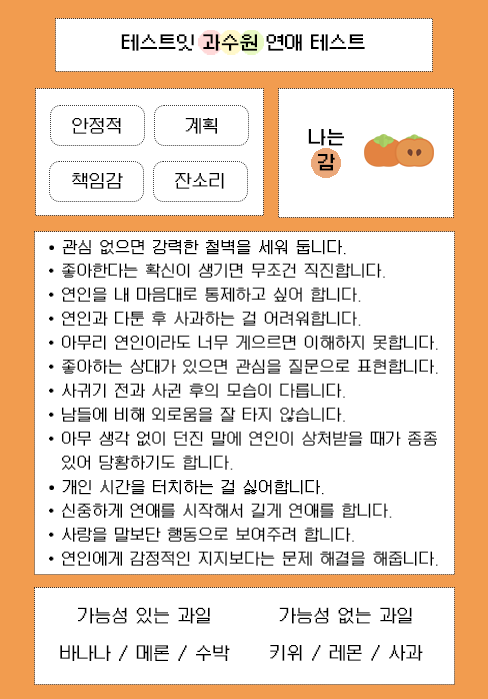 테스트잇 과수원 연애 테스트
안정적
계획
책임감
잔소리
나는
감
• 관심 없으면 강력한 철벽을 세워 둡니다.
• 좋아한다는 확신이 생기면 무조건 직진합니다.
• 연인을 내 마음대로 통제하고 싶어 합니다.
• 연인과 다툰 후 사과하는 걸 어려워합니다.
• 아무리 연인이라도 너무 게으르면 이해하지 못합니다.
• 좋아하는 상대가 있으면 관심을 질문으로 표현합니다.
• 사귀기 전과 사귄 후의 모습이 다릅니다.
• 남들에 비해 외로움을 잘 타지 않습니다.
• 아무 생각 없이 던진 말에 연인이 상처받을 때가 종종
있어 당황하기도 합니다.
• 개인 시간을 터치하는 걸 싫어합니다.
• 신중하게 연애를 시작해서 길게 연애를 합니다.
• 사랑을 말보단 행동으로 보여주려 합니다.
• 연인에게 감정적인 지지보다는 문제 해결을 해줍니다.
가능성 있는 과일
바나나 / 메론 / 수박
가능성 없는 과일
키위 / 레몬 / 사과